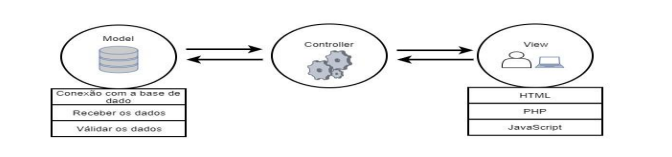 Model
Controller
View
Conexão com a base de
dado
Receber os dados
Válidar os dados
HTML
PHP
JavaScript